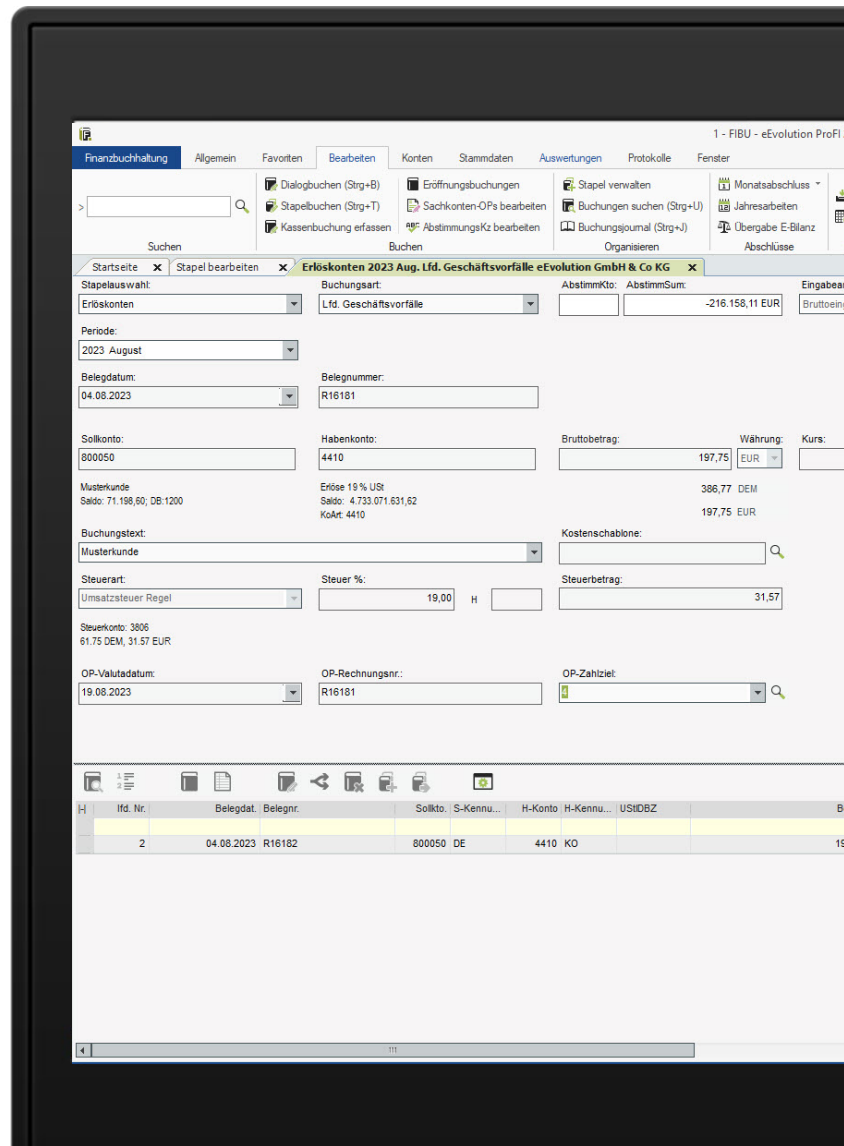 1 - FIBU - eEvolution ProFI
Finanzbuchhaltung Allgemein Favoriten Bearbeiten Konten Stammdaten Auswertungen Protokolle Fenster
Dialogbuchen (Strg+B) Eröffnungsbuchungen Stapel verwalten Monatsabschluss
> Stapelbuchen (Strg+T) Sachkonten-OPs bearbeiten Buchungen suchen (Strg+U) Jahresarbeiten
Kassenbuchung erfassen AbstimmungsKz bearbeiten Buchungsjournal (Strg+J) Übergabe E-Bilanz
Suchen Buchen Organisieren Abschlüsse
Startseite x Stapel bearbeiten x Erlöskonten 2023 Aug. Lfd. Geschäftsvorfälle eEvolution GmbH & Co KG x
Stapelauswahl: Buchungsart: AbstimmKto: AbstimmSum: Eingabear
Erlöskonten Lfd. Geschäftsvorfälle -216.158,11 EUR Bruttoeing
Periode:
2023 August
Belegdatum: Belegnummer:
04.08.2023 R16181
Sollkonto: Habenkonto: Bruttobetrag: Währung: Kurs:
800050 4410 197,75 EUR
Musterkunde Erlöse 19 % USt 386,77 DEM
Saldo: 71.198,60; DB:1200 Saldo: 4.733.071.631,62
KoArt: 4410 197,75 EUR
Buchungstext: Kostenschablone:
Musterkunde
Steuerart: Steuer %: Steuerbetrag:
Umsatzsteuer Regel 19,00 H 31,57
Steuerkonto: 3806
61.75 DEM, 31.57 EUR
OP-Valutadatum: OP-Rechnungsnr.: OP-Zahlziel:
19.08.2023 R16181 4
lfd. Nr. Belegdat. Belegnr. Sollkto. S-Kennu... H-Konto H-Kennu... UStIDBZ B
2 04.08.2023 R16182 800050 DE 4410 KO 19